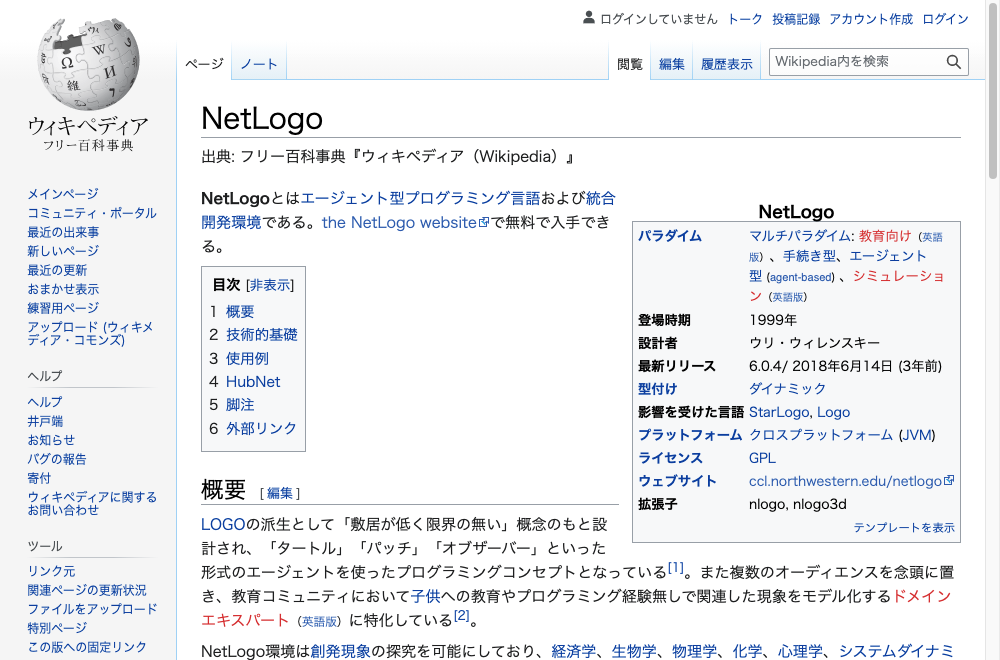 ログインしていません トーク 投稿記録 アカウント作成 ログイン
ページ ノート 閲覧 編集 履歴表示 Wikipedia内を検索
ウィキペディア
フリー百科事典
メインページ
コミュニティ・ポータル
最近の出来事
新しいページ
最近の更新
おまかせ表示
練習用ページ
アップロード (ウィキメ
ディア・コモンズ)
ヘルプ
ヘルプ
井戸端
お知らせ
バグの報告
寄付
ウィキペディアに関する
お問い合わせ
ツール
リンク元
関連ページの更新状況
ファイルをアップロード
特別ページ
この版への固定リンク
NetLogo
出典: フリー百科事典『ウィキペディア（Wikipedia）』
NetLogoとはエージェント型プログラミング言語および統合
開発環境である。the NetLogo websiteで無料で入手でき
る。
目次 [非表示]
1 概要
2 技術的基礎
3 使用例
4 HubNet
5 脚注
6 外部リンク
NetLogo
パラダイム マルチパラダイム: 教育向け（英語
版）、手続き型、エージェント
型 (agent-based) 、シミュレーショ
ン（英語版）
登場時期 1999年
設計者 ウリ・ウィレンスキー
最新リリース 6.0.4/ 2018年6月14日 (3年前)
型付け ダイナミック
影響を受けた言語 StarLogo, Logo
プラットフォーム クロスプラットフォーム (JVM)
ライセンス GPL
ウェブサイト ccl.northwestern.edu/netlogo
拡張子 nlogo, nlogo3d
テンプレートを表示
概要 [ 編集 ]
LOGOの派生として「敷居が低く限界の無い」概念のもと設
計され、「タートル」「パッチ」「オブザーバー」といった
形式のエージェントを使ったプログラミングコンセプトとなっている[1]。また複数のオーディエンスを念頭に置
き、教育コミュニティにおいて子供への教育やプログラミング経験無しで関連した現象をモデル化するドメイン
エキスパート（英語版）に特化している[2]。
NetLogo環境は創発現象の探究を可能にしており、経済学、生物学、物理学、化学、心理学、システムダイナミ